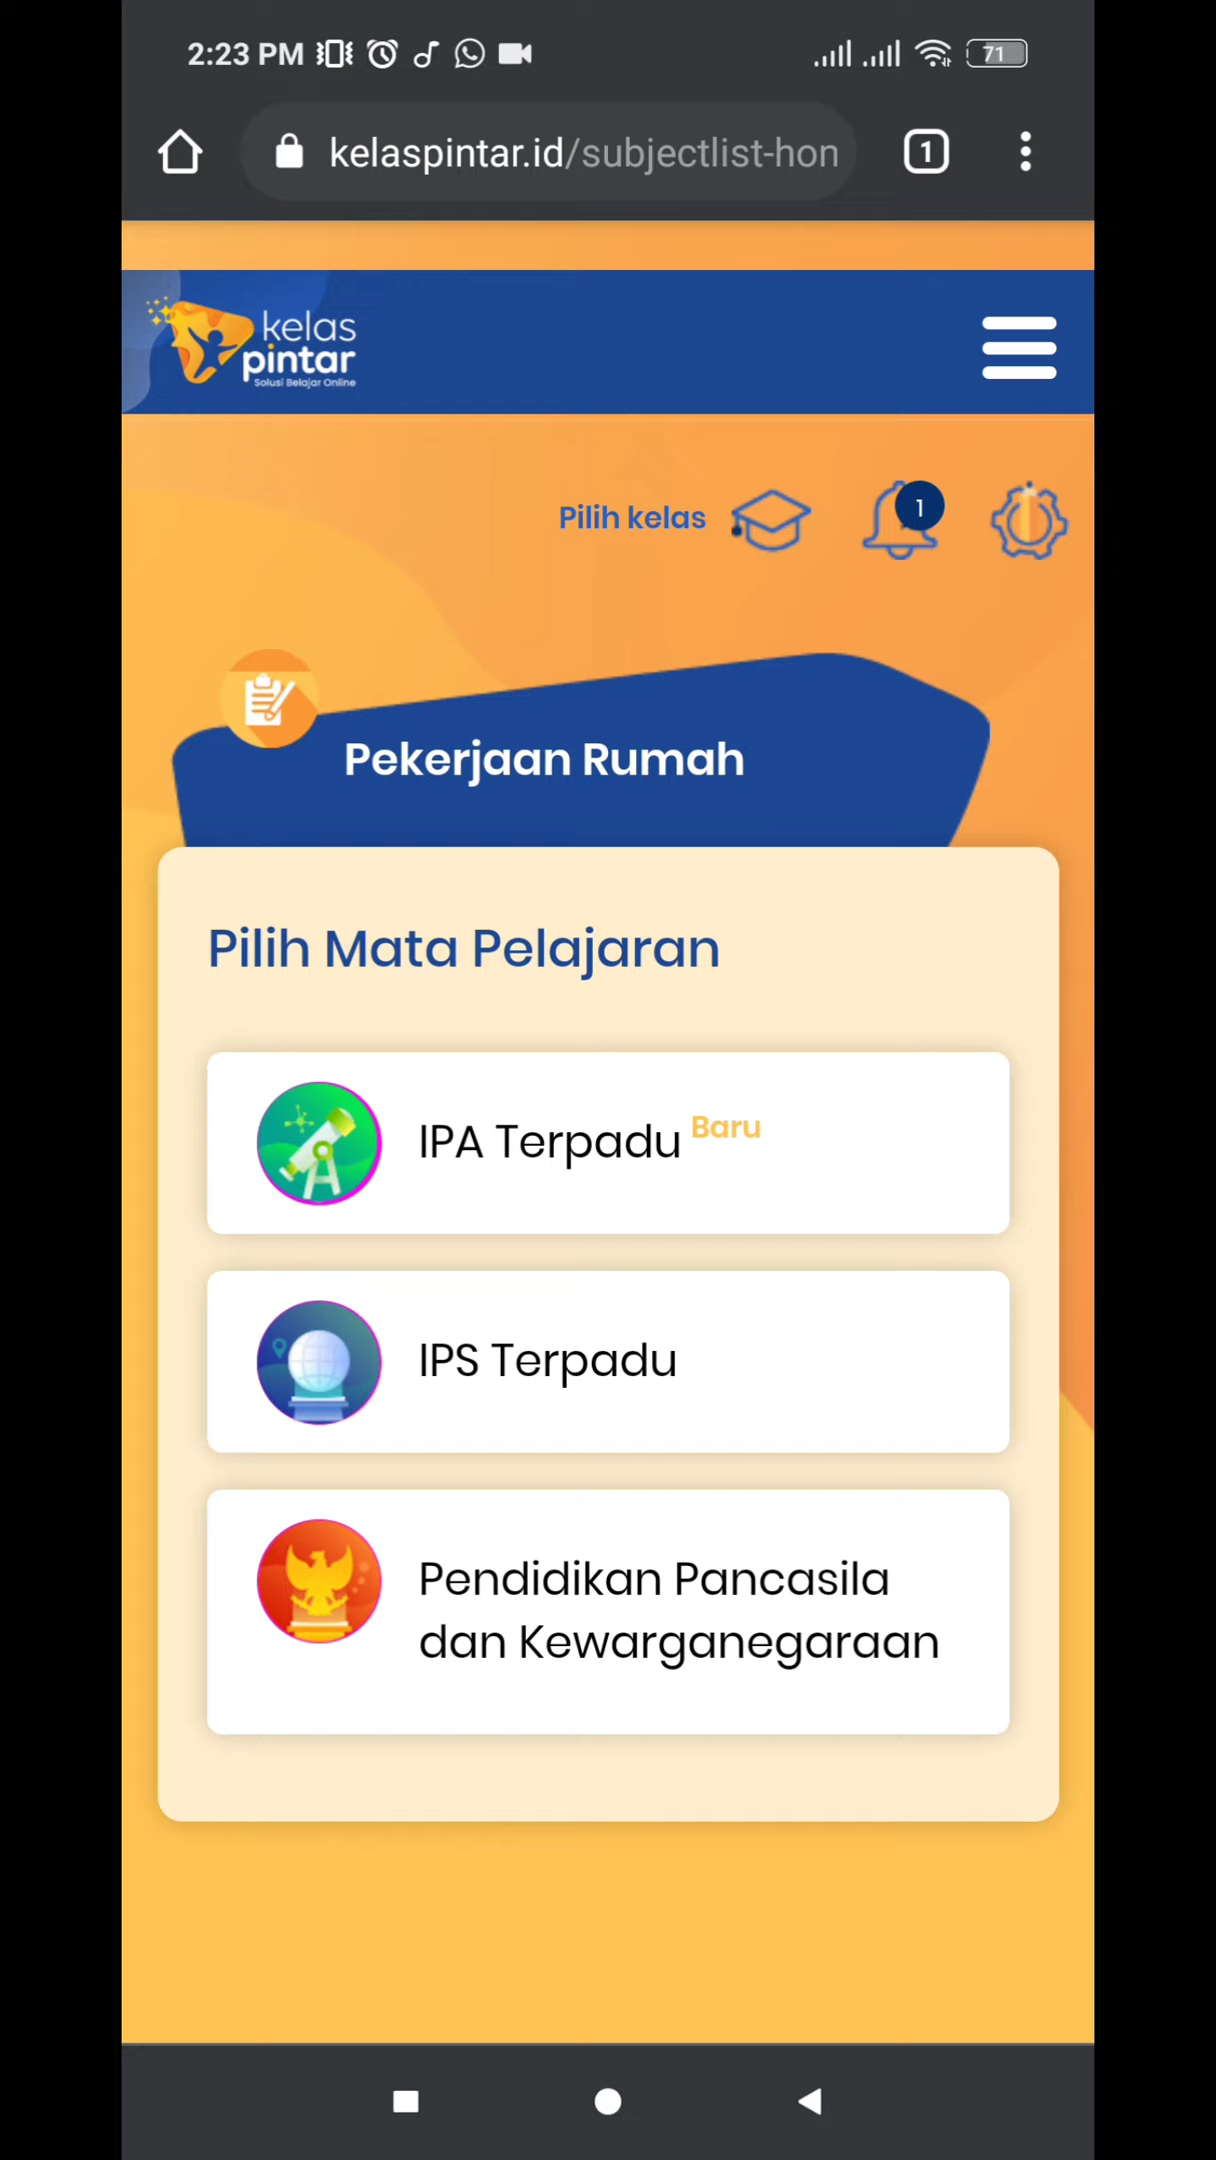 2:23 PM
71
kelaspintar.id/subjectlist-hon
1
kelas
pintar
Solusi Belajar Online
Pilih kelas
1
Pekerjaan Rumah
Pilih Mata Pelajaran
IPA Terpadu Baru
IPS Terpadu
Pendidikan Pancasila
dan Kewarganegaraan